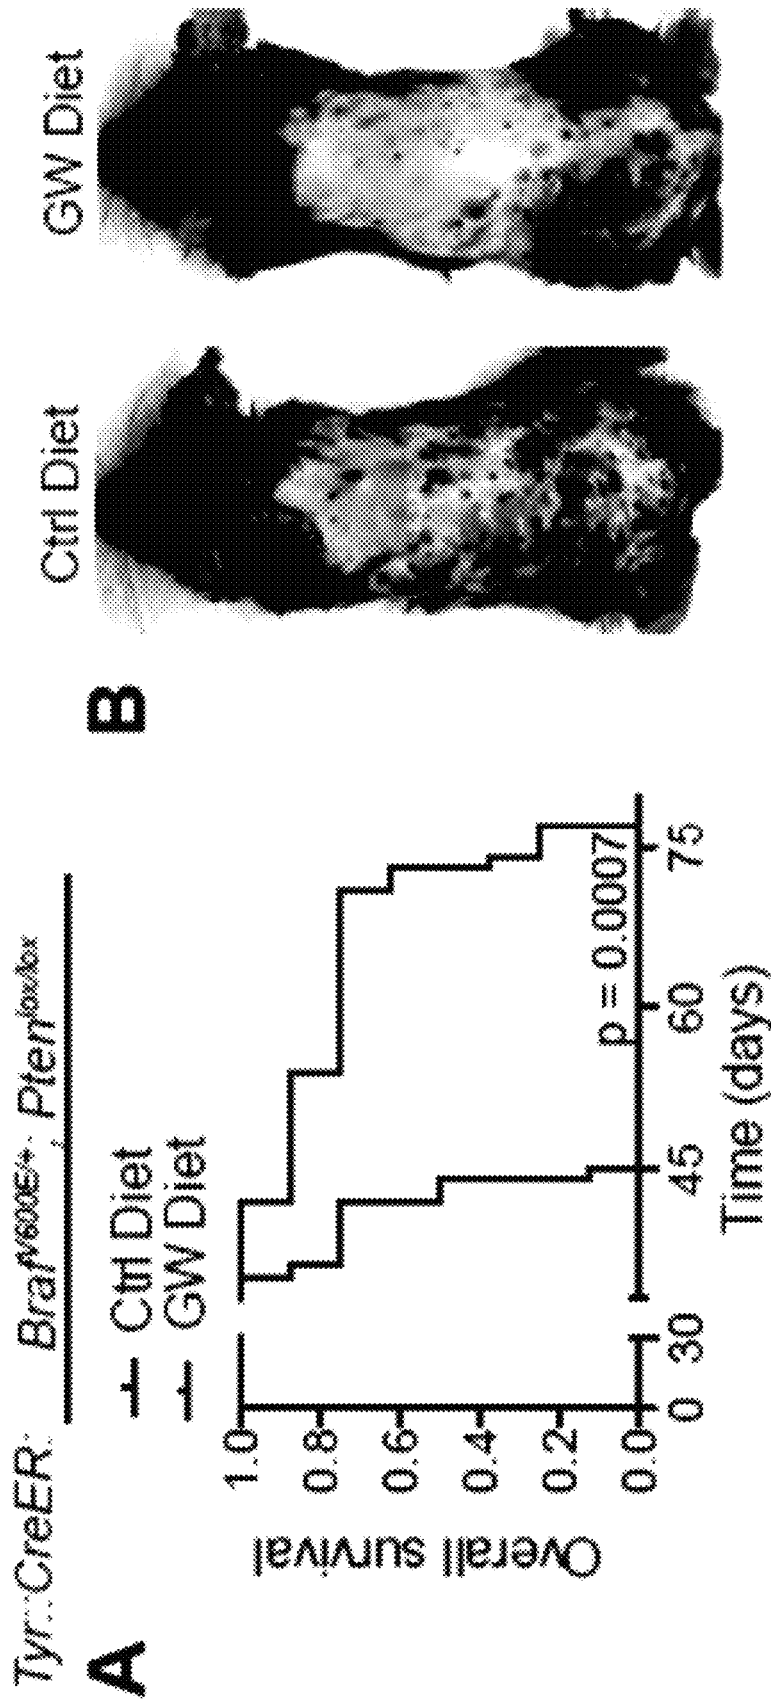 Tyr::CreER; Braf^V600E/+; Pten^lox/lox
A
Ctrl Diet
GW Diet
Overall survival
1.0
0.8
0.6
0.4
0.2
0.0
p = 0.0007
0 30 45 60 75
Time (days)
B
Ctrl Diet
GW Diet